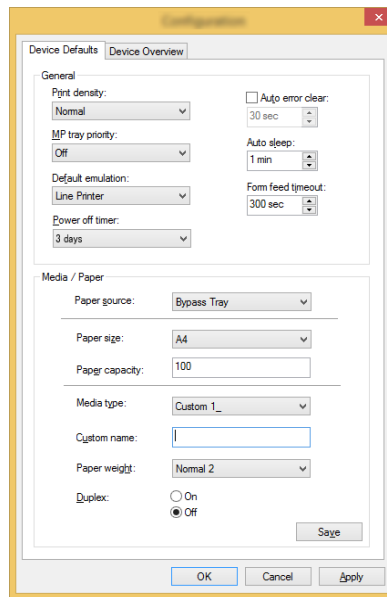 Configuration
Device Defaults Device Overview
General
Print density:
Normal
Auto error clear:
30 sec
MP tray priority:
Off
Auto sleep:
1 min
Default emulation:
Line Printer
Form feed timeout:
300 sec
Power off timer:
3 days
Media / Paper
Paper source: Bypass Tray
Paper size: A4
Paper capacity: 100
Media type: Custom 1_
Custom name:
Paper weight: Normal 2
Duplex: On
Off
Save
OK Cancel Apply